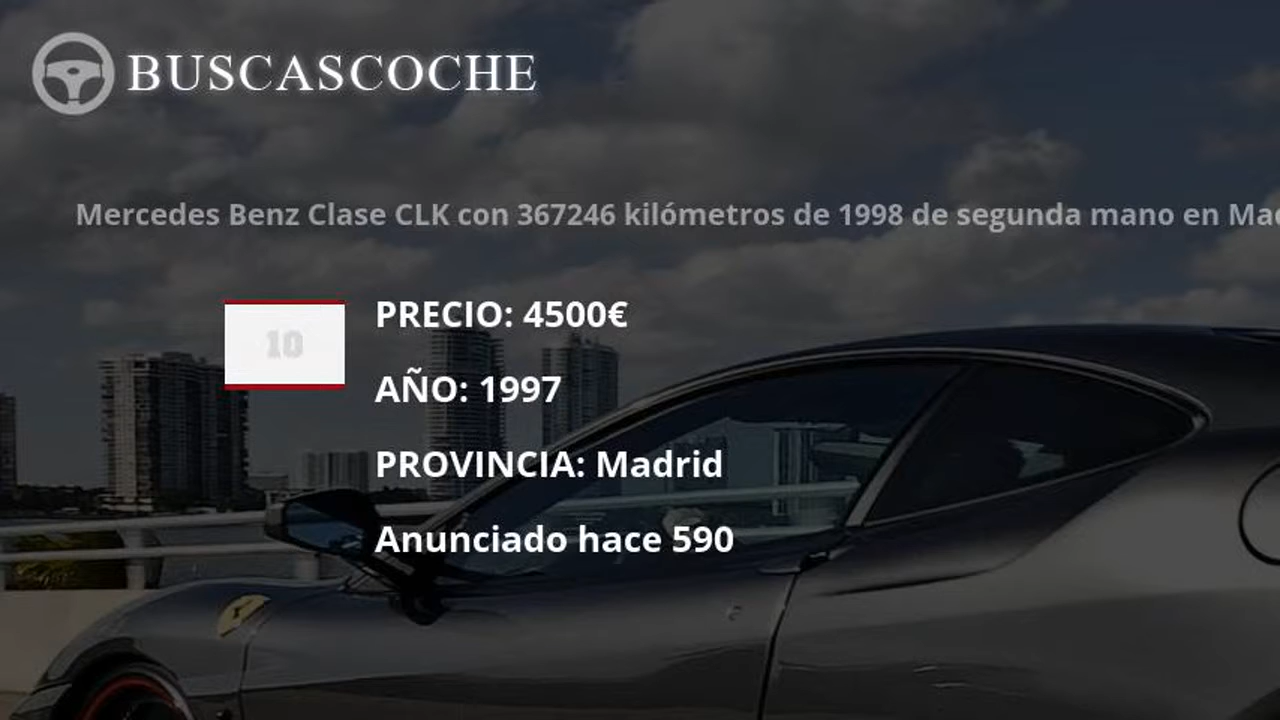 BUSCASCOCHE
Mercedes Benz Clase CLK con 367246 kilómetros de 1998 de segunda mano en
10
PRECIO: 4500€
AÑO: 1997
PROVINCIA: Madrid
Anunciado hace 590